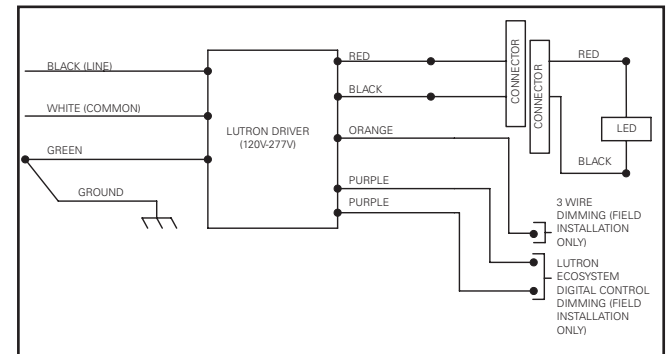 BLACK (LINE)
WHITE (COMMON)
GREEN
GROUND
LUTRON DRIVER
(120V-277V)
RED
BLACK
ORANGE
PURPLE
PURPLE
CONNECTOR
CONNECTOR
RED
LED
BLACK
3 WIRE
DIMMING (FIELD
INSTALLATION
ONLY)
LUTRON
ECOSYSTEM
DIGITAL CONTROL
DIMMING (FIELD
INSTALLATION
ONLY)